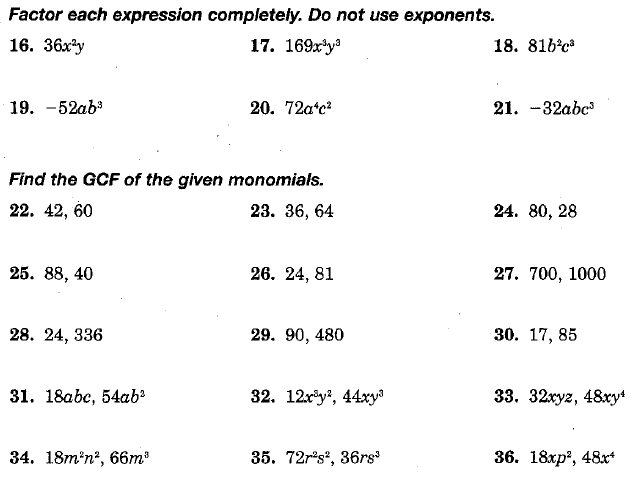 Factor each expression completely. Do not use exponents.
16. 36x²y 17. 169x³y³ 18. 81b²c³
19. −52ab³ 20. 72a⁴c² 21. −32abc³
Find the GCF of the given monomials.
22. 42, 60 23. 36, 64 24. 80, 28
25. 88, 40 26. 24, 81 27. 700, 1000
28. 24, 336 29. 90, 480 30. 17, 85
31. 18abc, 54ab² 32. 12x³y², 44xy³ 33. 32xyz, 48xy⁴
34. 18m²n², 66m³ 35. 72r²s², 36rs³ 36. 18xp², 48x⁴